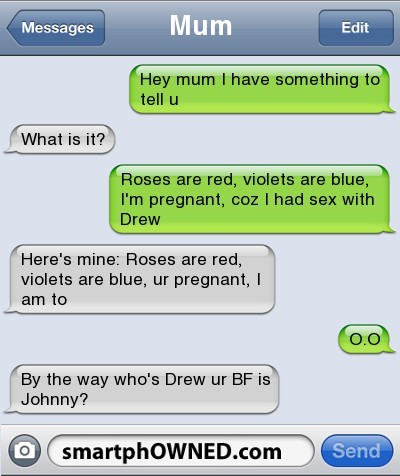 Messages
Mum
Edit
Hey mum I have something to
tell u
What is it?
Roses are red, violets are blue,
I'm pregnant, coz I had sex with
Drew
Here's mine: Roses are red,
violets are blue, ur pregnant, I
am to
O.O
By the way who's Drew ur BF is
Johnny?
smartphOWNED.com
Send